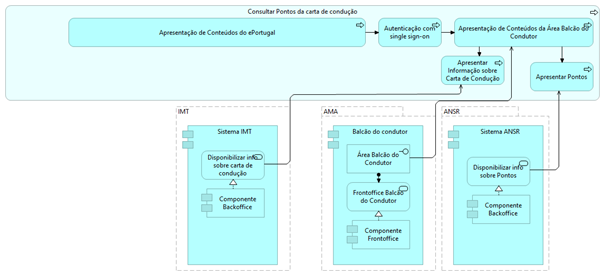 Consultar Pontos da carta de condução
Apresentação de Conteúdos do ePortugal
Autenticação com
single sign-on
Apresentação de Conteúdos da Área Balcão do
Condutor
Apresentar
Informação sobre
Carta de Condução
Apresentar Pontos
IMT
Sistema IMT
Disponibilizar info
sobre carta de
condução
Componente
Backoffice
AMA
Balcão do condutor
Área Balcão do
Condutor
Frontoffice Balcão
do Condutor
Componente
Frontoffice
ANSR
Sistema ANSR
Disponibilizar info
sobre Pontos
Componente
Backoffice